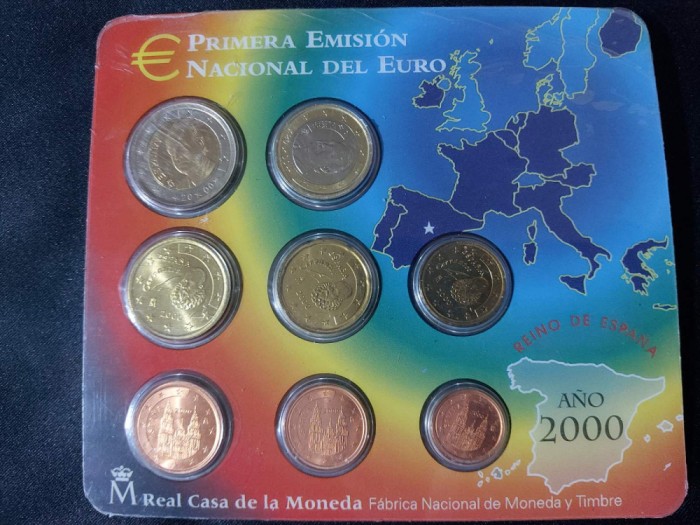 € PRIMERA EMISIÓN
NACIONAL DEL EURO
REINO DE ESPAÑA
AÑO
2000
M Real Casa de la Moneda Fábrica Nacional de Moneda y Timbre